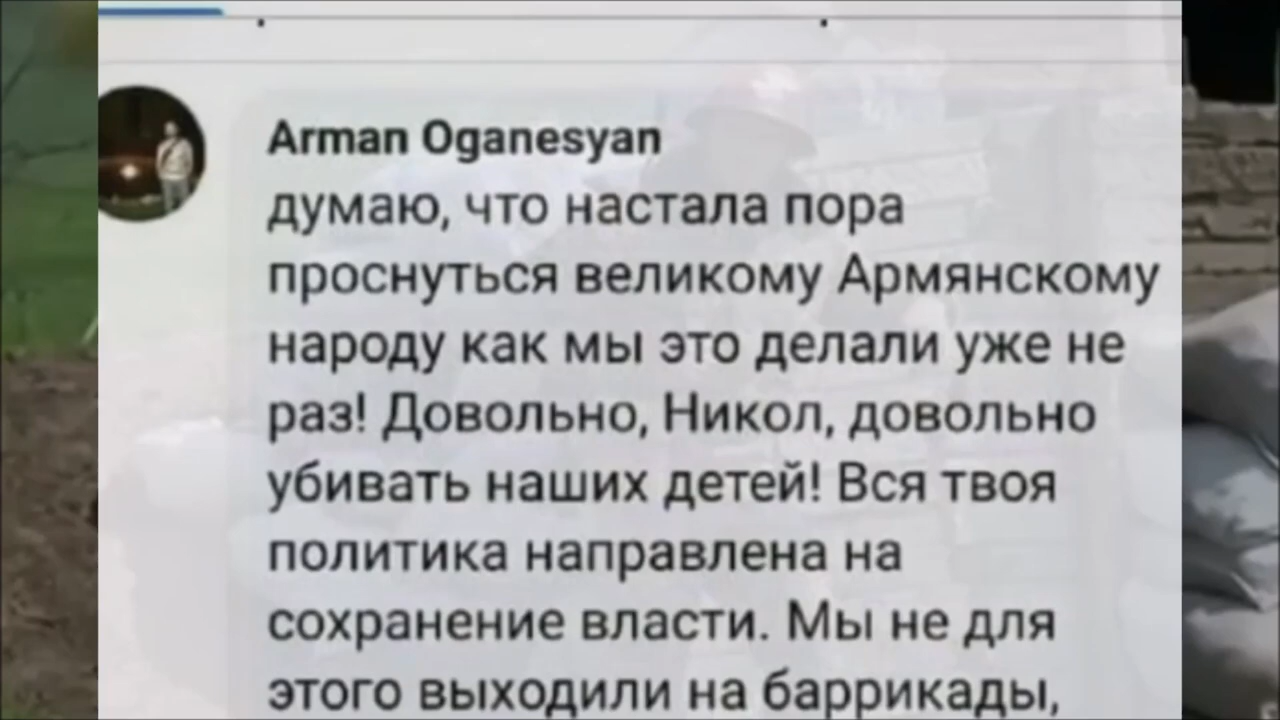 Arman Oganesyan
думаю, что настала пора
проснуться великому Армянскому
народу как мы это делали уже не
раз! Довольно, Никол, довольно
убивать наших детей! Вся твоя
политика направлена на
сохранение власти. Мы не для
этого выходили на баррикады,